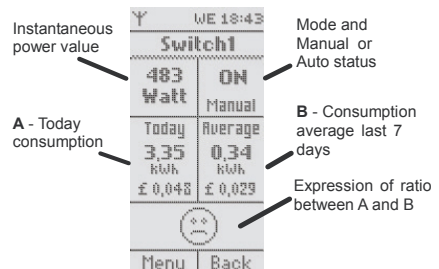 Instantaneous
power value
WE 18:43
Switch1
483
Watt
ON
Manual
Mode and
Manual or
Auto status
A - Today
consumption
Today
3,35
kWh
£ 0,048
Average
0,34
kWh
£ 0,029
B - Consumption
average last 7
days
Expression of ratio
between A and B
Menu
Back